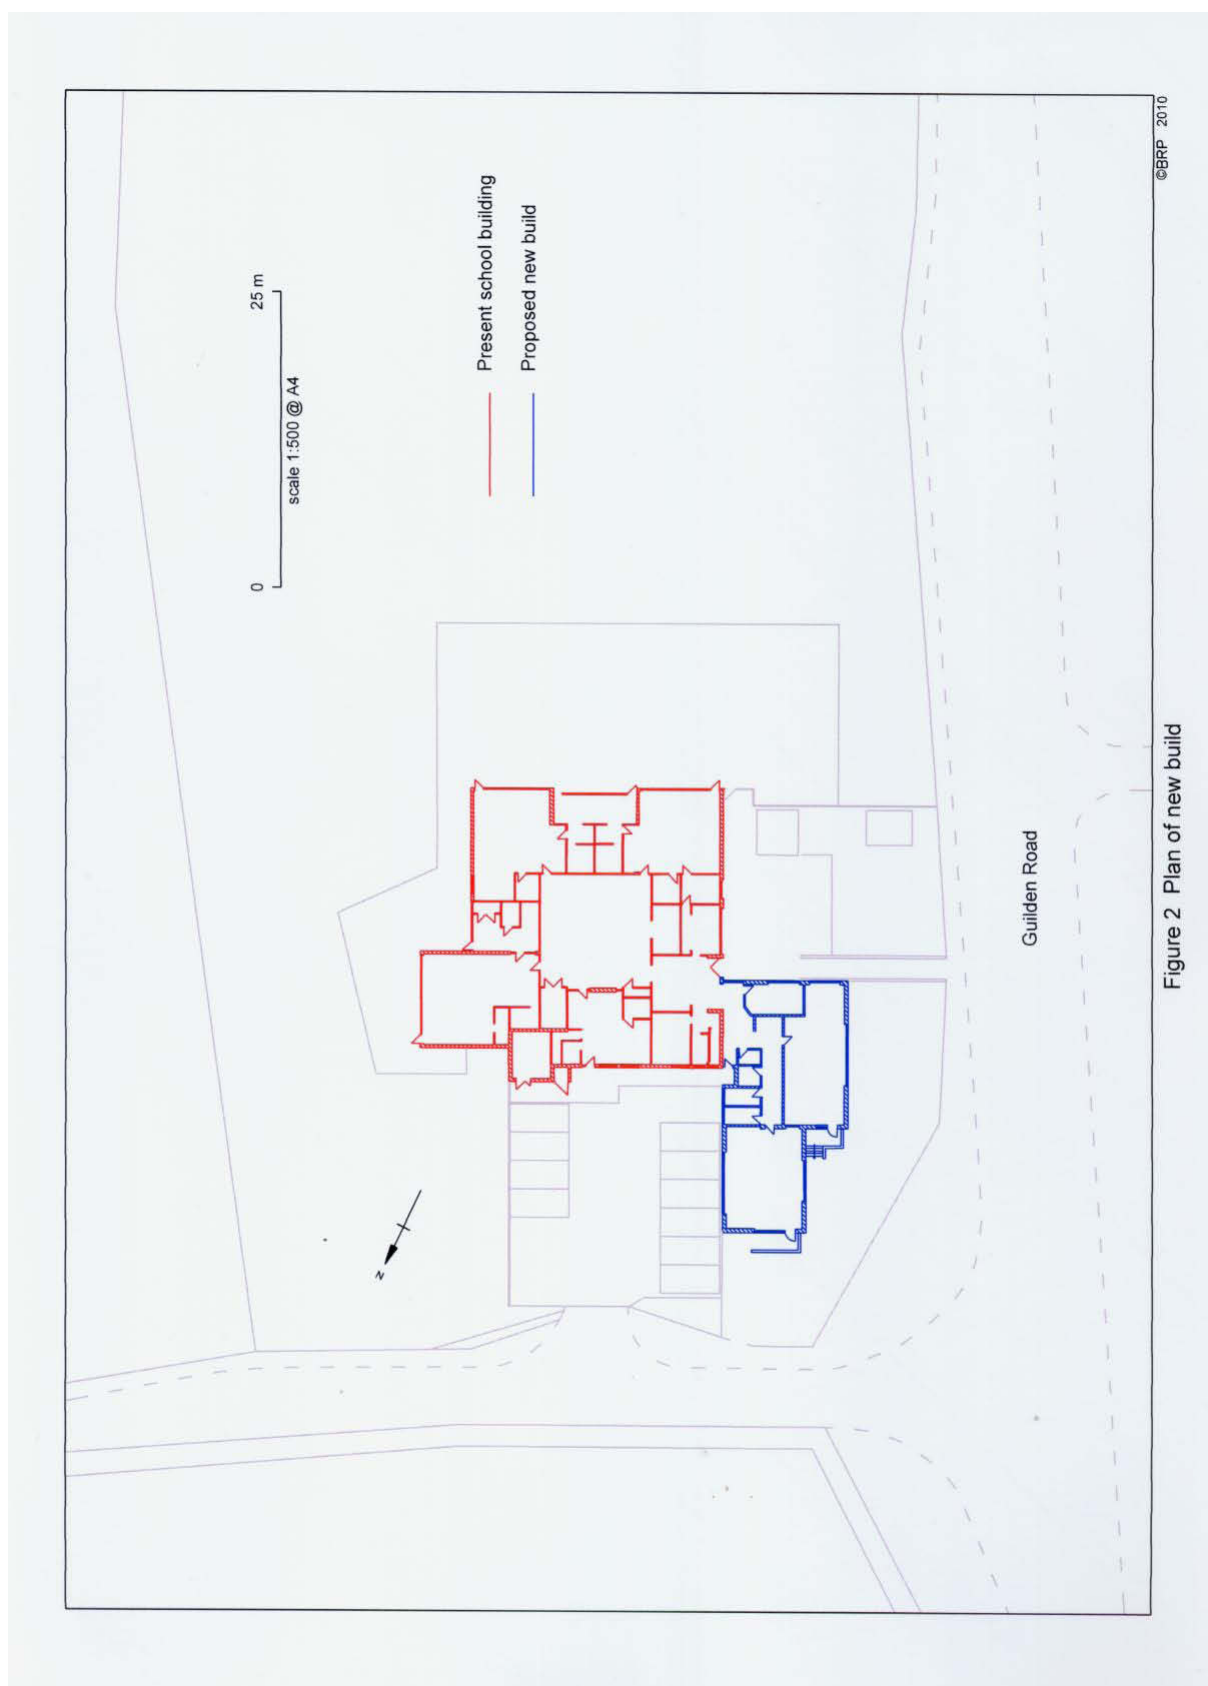 0
25 m
scale 1:500 @ A4
Present school building
Proposed new build
N
Guilden Road
Figure 2 Plan of new build
©BRP 2010